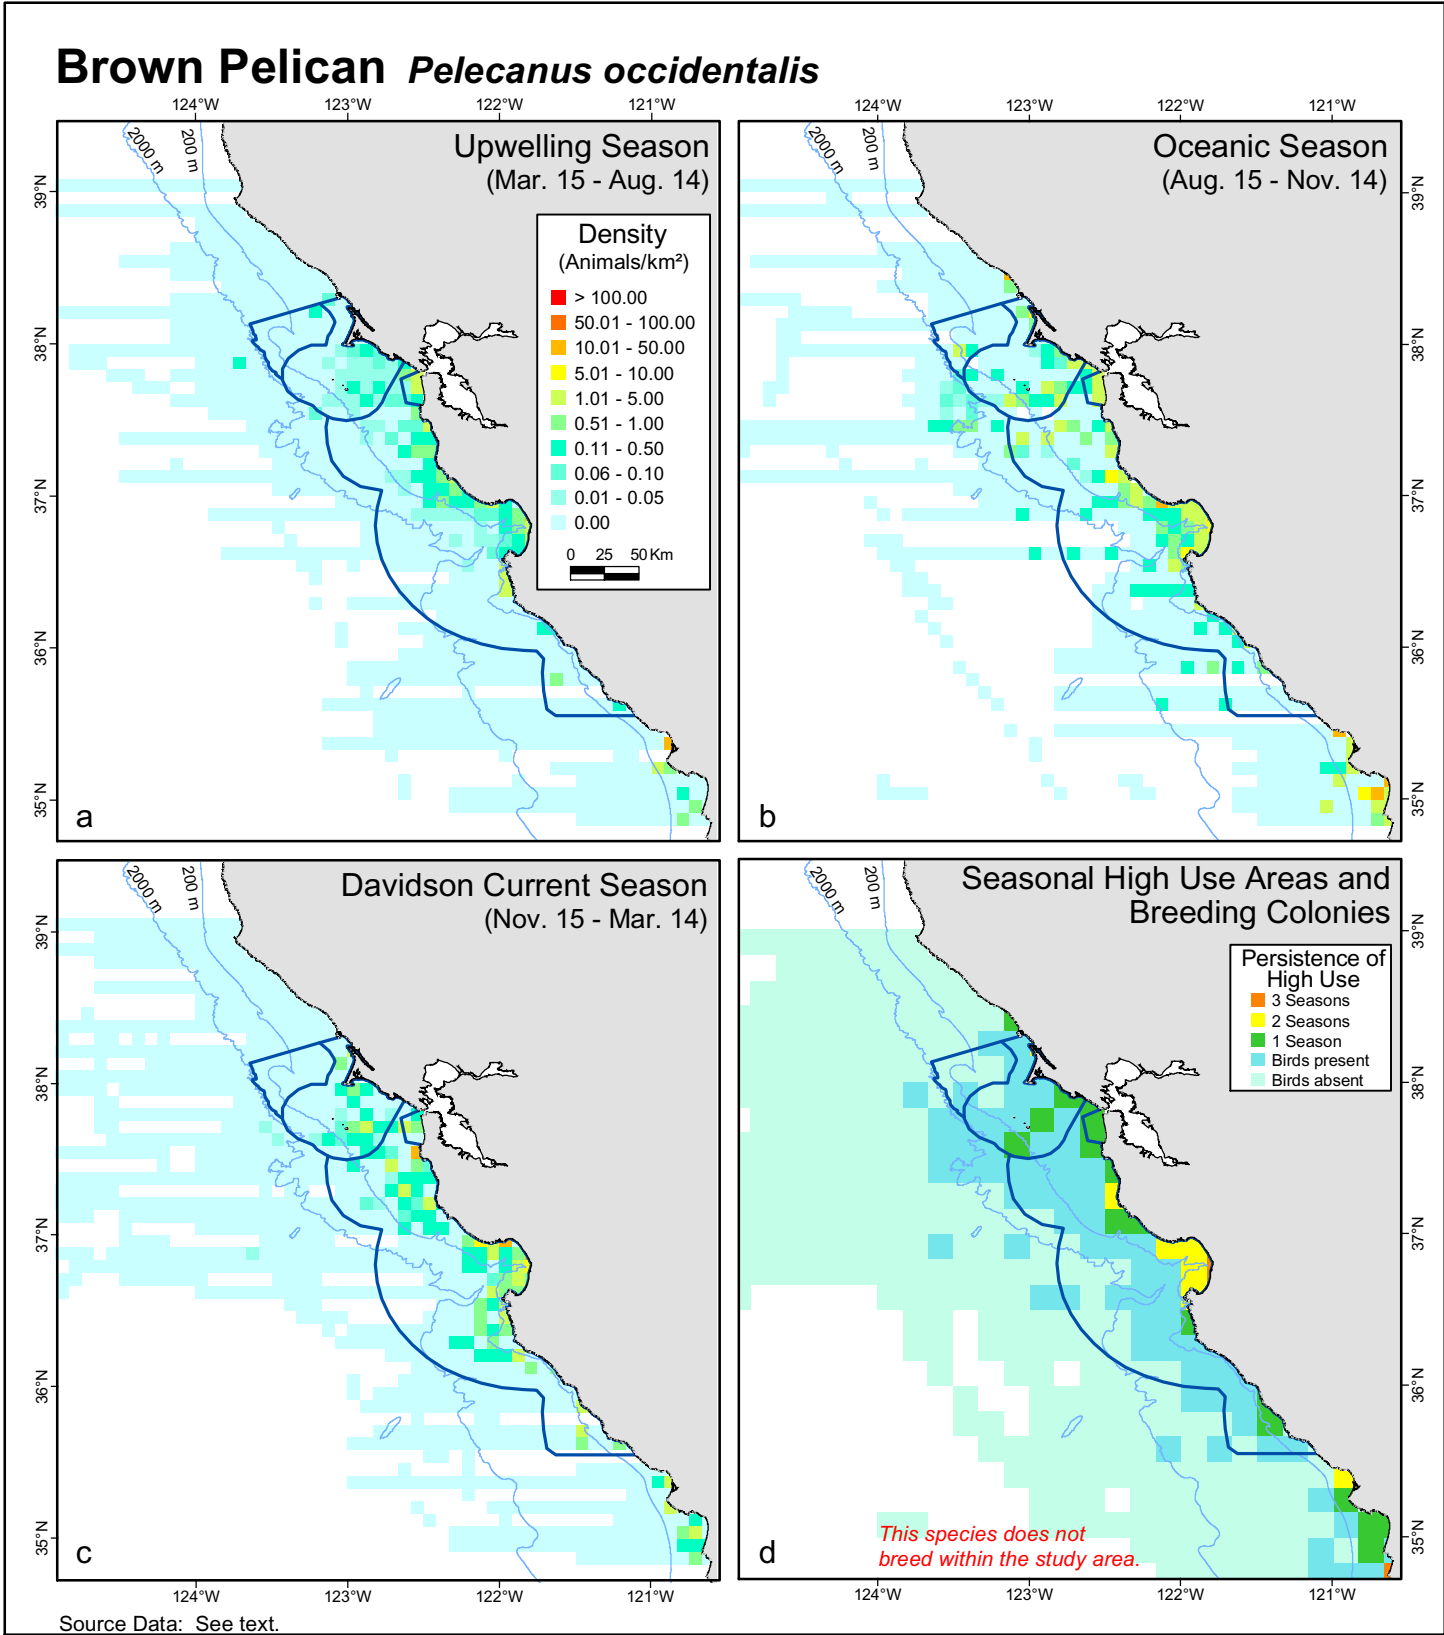 Brown Pelican Pelecanus occidentalis
124°W 123°W 122°W 121°W
124°W 123°W 122°W 121°W
2000 m
200 m
Upwelling Season
(Mar. 15 - Aug. 14)
Density
(Animals/km²)
> 100.00
50.01 - 100.00
10.01 - 50.00
5.01 - 10.00
1.01 - 5.00
0.51 - 1.00
0.11 - 0.50
0.06 - 0.10
0.01 - 0.05
0.00
0 25 50 Km
39°N
38°N
37°N
36°N
35°N
a
2000 m
200 m
Oceanic Season
(Aug. 15 - Nov. 14)
39°N
38°N
37°N
36°N
35°N
b
2000 m
200 m
Davidson Current Season
(Nov. 15 - Mar. 14)
39°N
38°N
37°N
36°N
35°N
c
2000 m
200 m
Seasonal High Use Areas and
Breeding Colonies
Persistence of
High Use
3 Seasons
2 Seasons
1 Season
Birds present
Birds absent
39°N
38°N
37°N
36°N
35°N
This species does not
breed within the study area.
d
124°W 123°W 122°W 121°W
124°W 123°W 122°W 121°W
Source Data: See text.